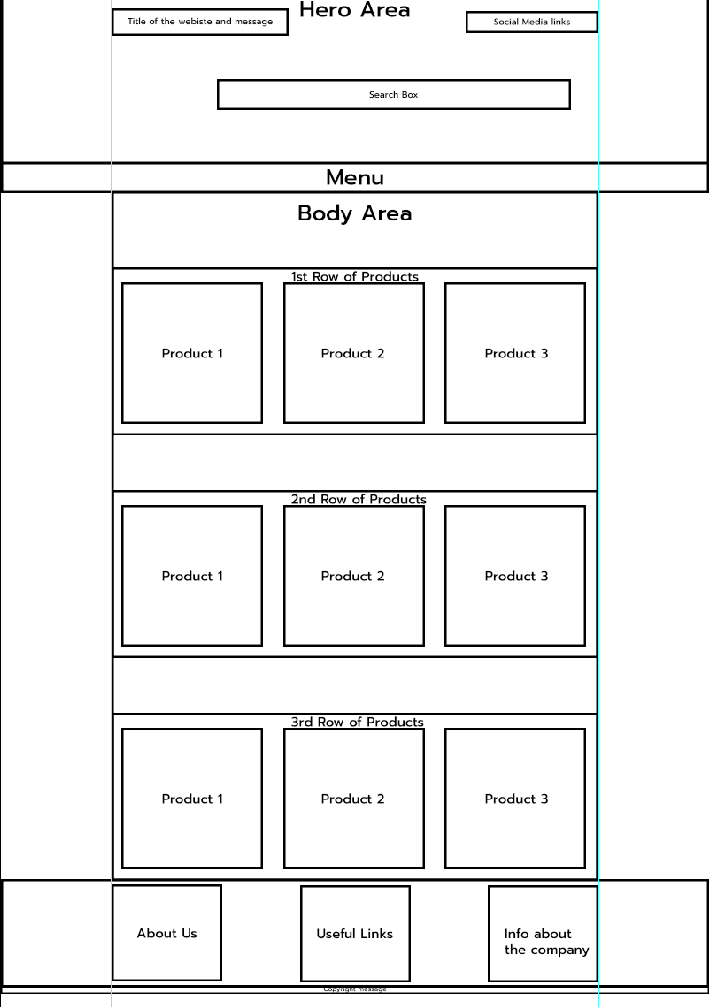 Hero Area
Title of the webiste and message
Social Media links
Search Box
Menu
Body Area
1st Row of Products
Product 1
Product 2
Product 3
2nd Row of Products
Product 1
Product 2
Product 3
3rd Row of Products
Product 1
Product 2
Product 3
About Us
Useful Links
Info about
the company
Copyright message